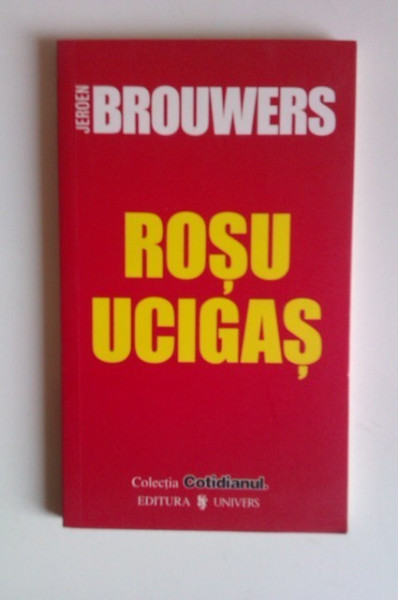 JEROEN
BROUWERS
ROȘU
UCIGAȘ
Colecția Cotidianul.
EDITURA UNIVERS